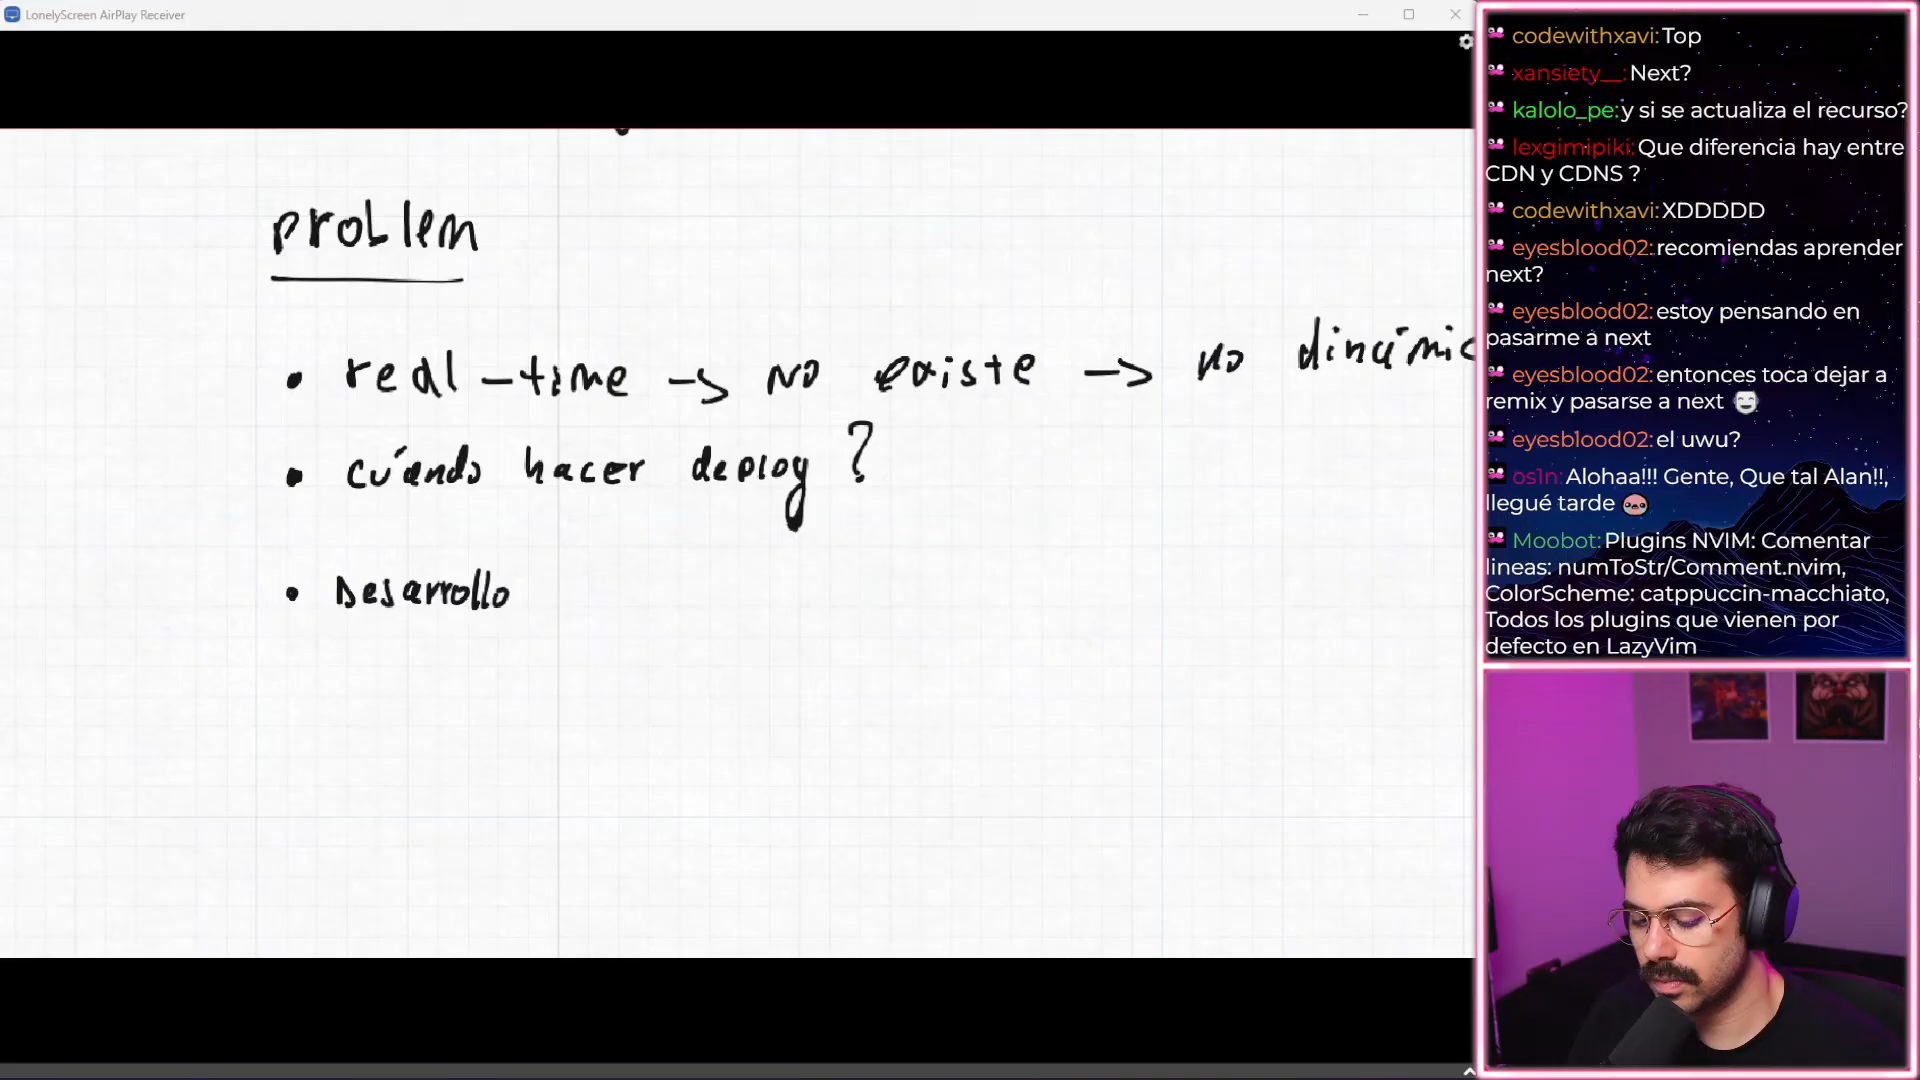 LonelyScreen AirPlay Receiver
problem
• real-time -> no existe -> no dinámic
• cuándo hacer deploy?
• Desarrollo
codewithxavi: Top
xansiety__: Next?
kalolo_pe: y si se actualiza el recurso?
lexgimipiki: Que diferencia hay entre
CDN y CDNS ?
codewithxavi: XDDDDD
eyesblood02: recomiendas aprender
next?
eyesblood02: estoy pensando en
pasarme a next
eyesblood02: entonces toca dejar a
remix y pasarse a next
eyesblood02: el uwu?
os1n: Alohaa!!! Gente, Que tal Alan!!,
llegué tarde
Moobot: Plugins NVIM: Comentar
lineas: numToStr/Comment.nvim,
ColorScheme: catppuccin-macchiato,
Todos los plugins que vienen por
defecto en LazyVim